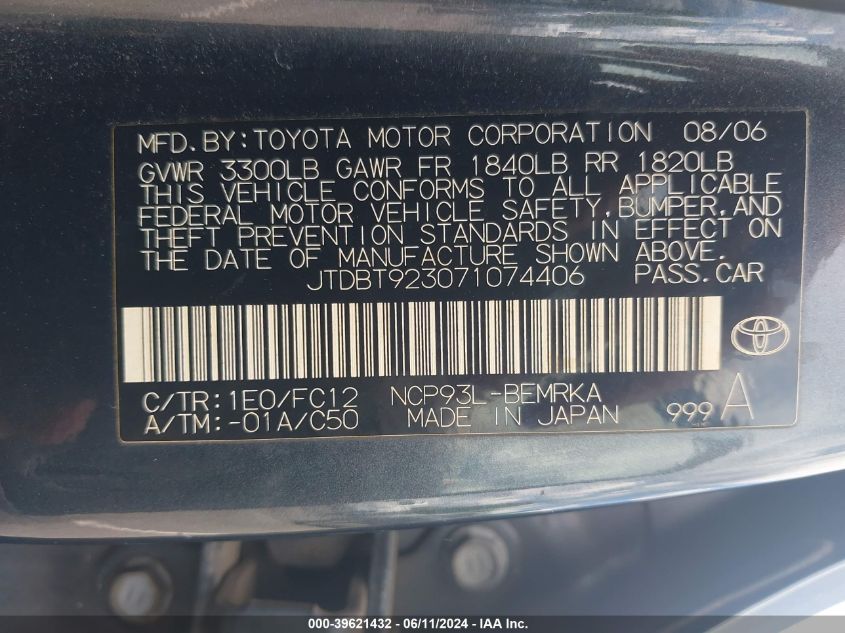 MFD. BY: TOYOTA MOTOR CORPORATION 08/06
GVWR 3300LB GAWR FR 1840LB RR 1820LB
THIS VEHICLE CONFORMS TO ALL APPLICABLE
FEDERAL MOTOR VEHICLE SAFETY, BUMPER, AND
THEFT PREVENTION STANDARDS IN EFFECT ON
THE DATE OF MANUFACTURE SHOWN ABOVE.
JTDBT923071074406 PASS. CAR
C/TR: 1E0/FC12 NCP93L-BEMRKA
A/TM: -01A/C50 MADE IN JAPAN 999 A
000-39621432 - 06/11/2024 - IAA, Inc.